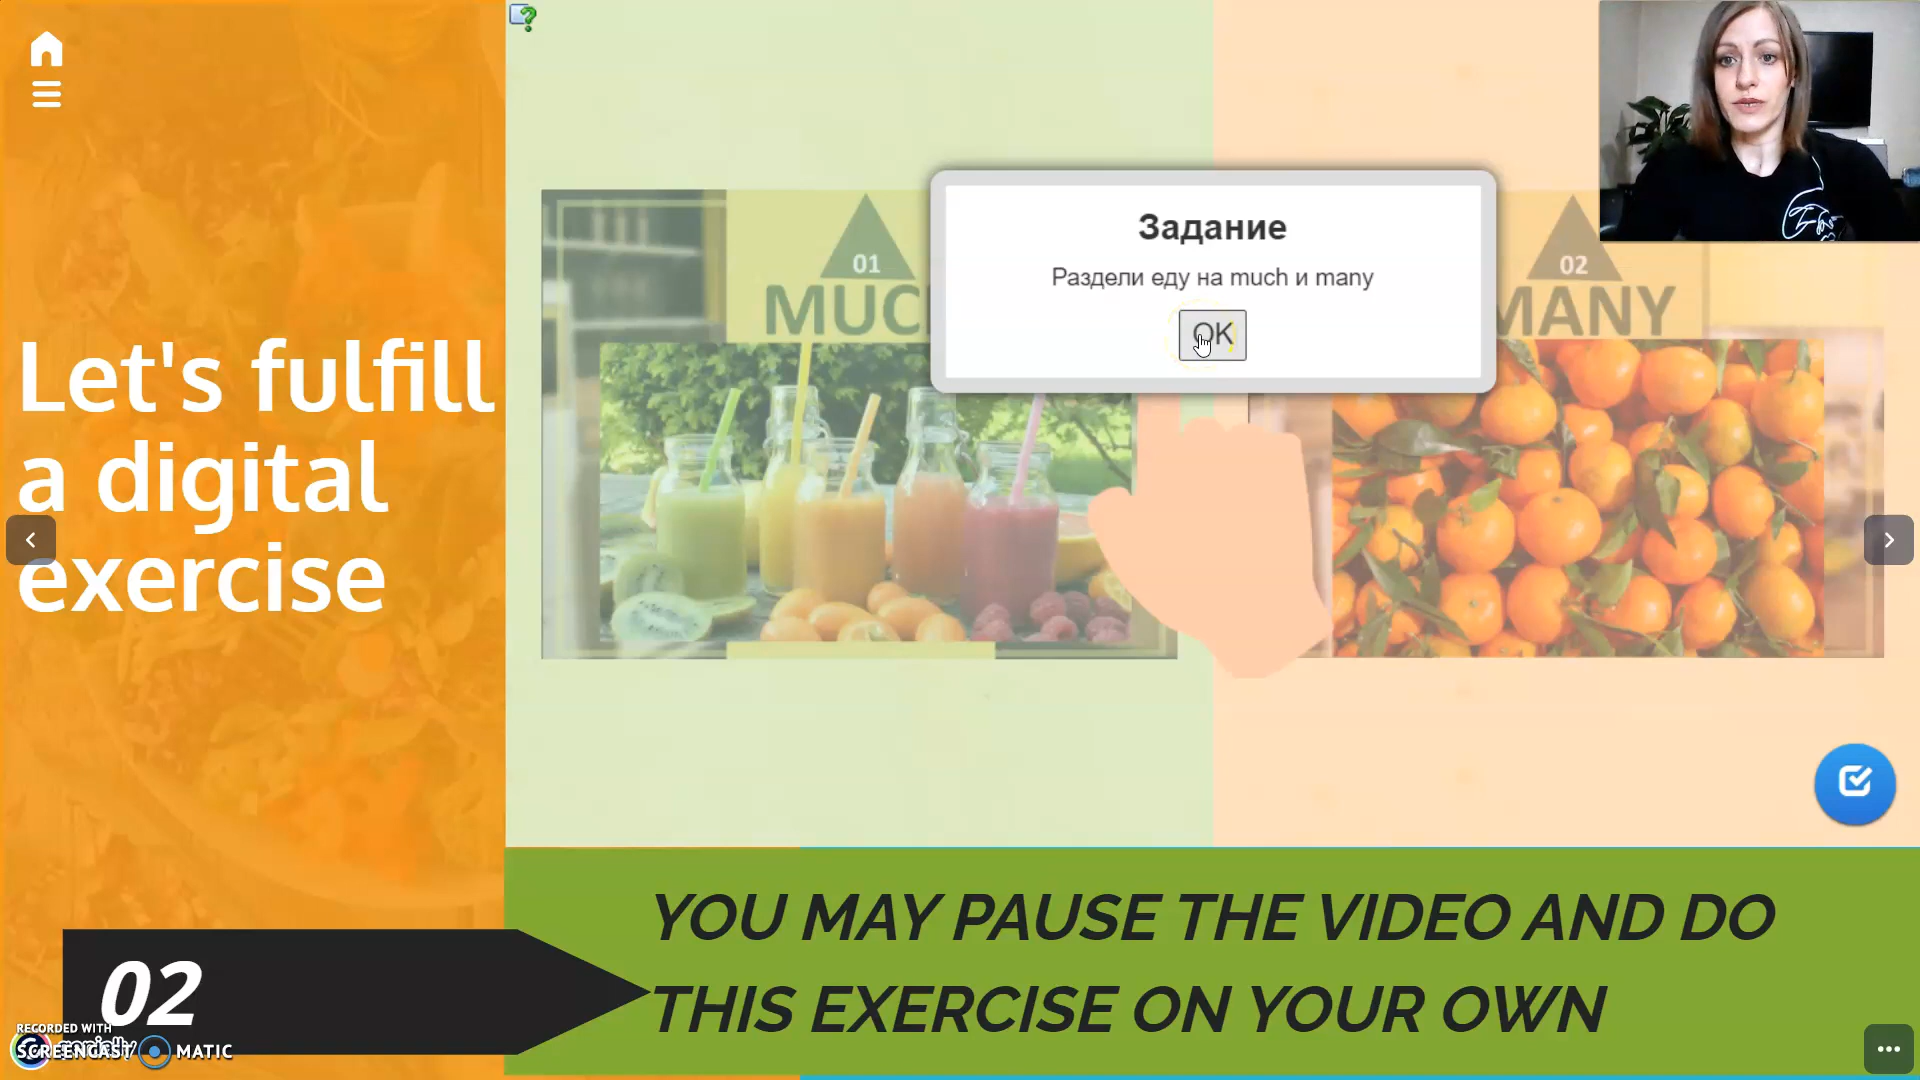 Let's fulfill
a digital
exercise
01
MUC
02
MANY
Задание
Раздели еду на much и many
OK
YOU MAY PAUSE THE VIDEO AND DO
THIS EXERCISE ON YOUR OWN
02
RECORDED WITH
SCREENCAST MATIC